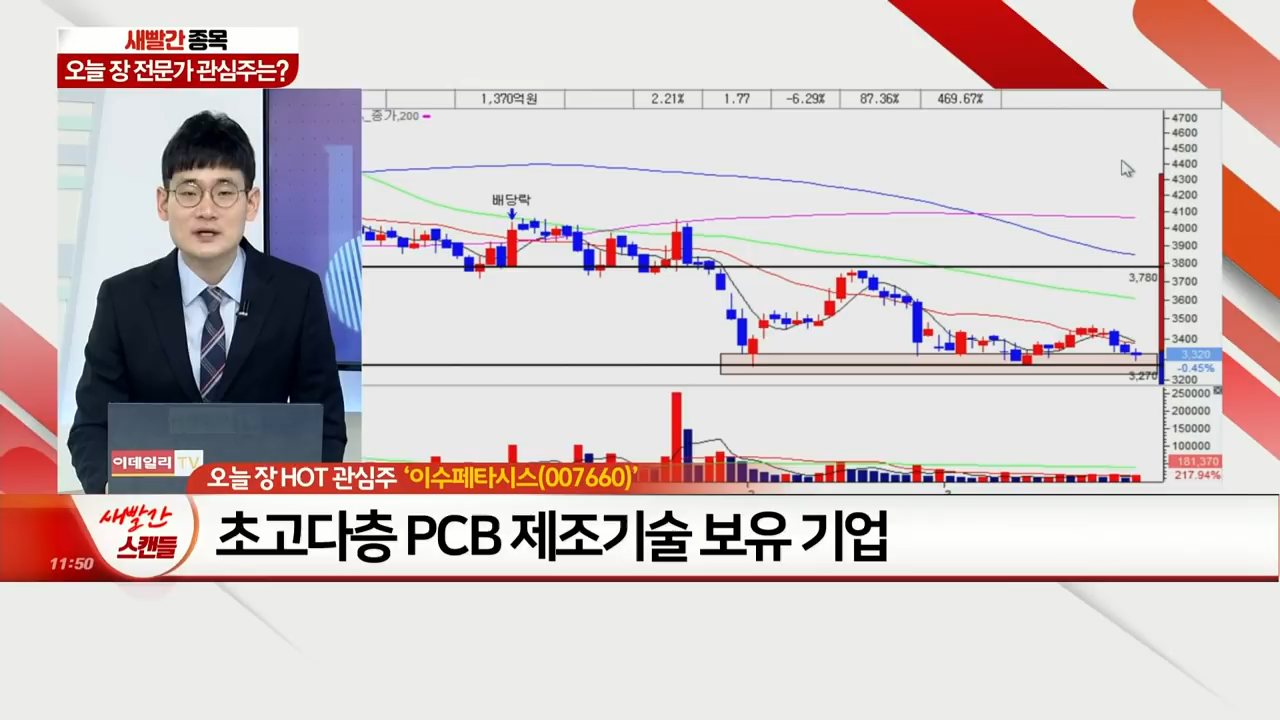 새빨간 종목
오늘 장 전문가 관심주는?
1,370억원 2.21% 1.77 -6.29% 87.36% 469.67%
종가,200
배당락
4700
4600
4500
4400
4300
4200
4100
4000
3900
3800
3,780
3700
3600
3500
3400
3,320
-0.45%
3,270
3200
250000
200000
150000
100000
181,370
217.94%
이데일리 TV
오늘 장 HOT 관심주 ‘이수페타시스(007660)’
새빨간
스캔들
초고다층 PCB 제조기술 보유 기업
11:50